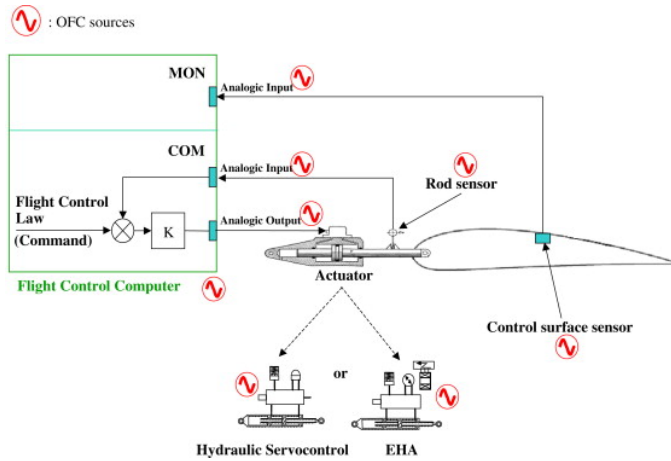 : OFC sources
MON
Analogic Input
COM
Analogic Input
Rod sensor
Flight Control
Law
(Command)
K
Analogic Output
Actuator
Flight Control Computer
Control surface sensor
or
Hydraulic Servocontrol
EHA